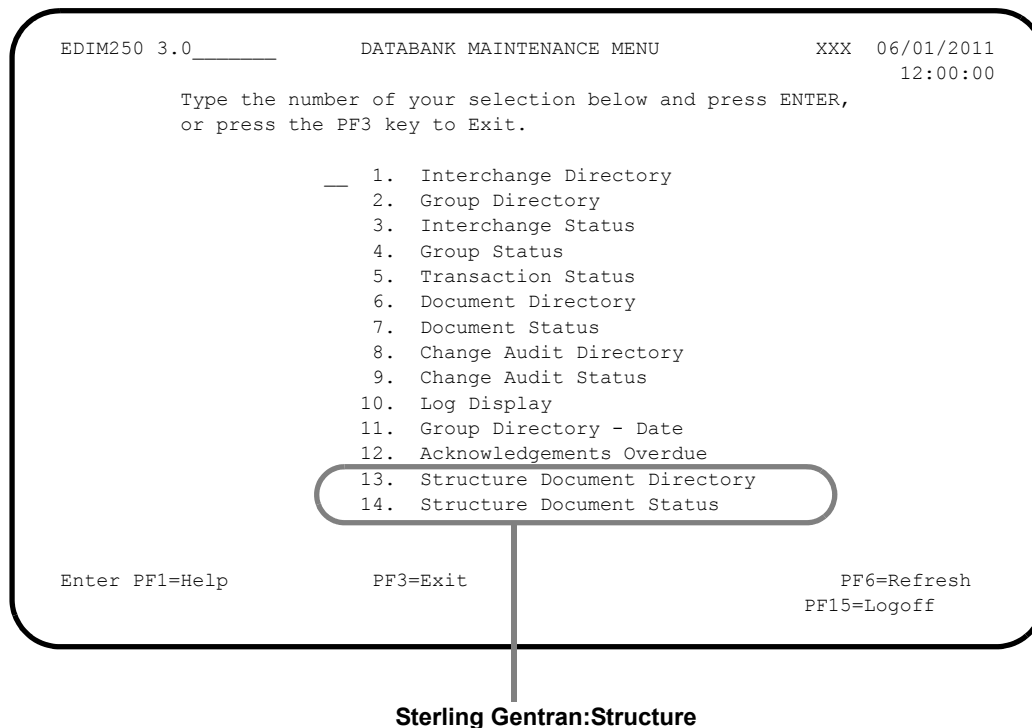 EDIM250 3.0_______ DATABANK MAINTENANCE MENU XXX 06/01/2011
12:00:00
Type the number of your selection below and press ENTER,
or press the PF3 key to Exit.
__ 1. Interchange Directory
2. Group Directory
3. Interchange Status
4. Group Status
5. Transaction Status
6. Document Directory
7. Document Status
8. Change Audit Directory
9. Change Audit Status
10. Log Display
11. Group Directory - Date
12. Acknowledgements Overdue
13. Structure Document Directory
14. Structure Document Status
Enter PF1=Help PF3=Exit PF6=Refresh
PF15=Logoff
Sterling Gentran:Structure